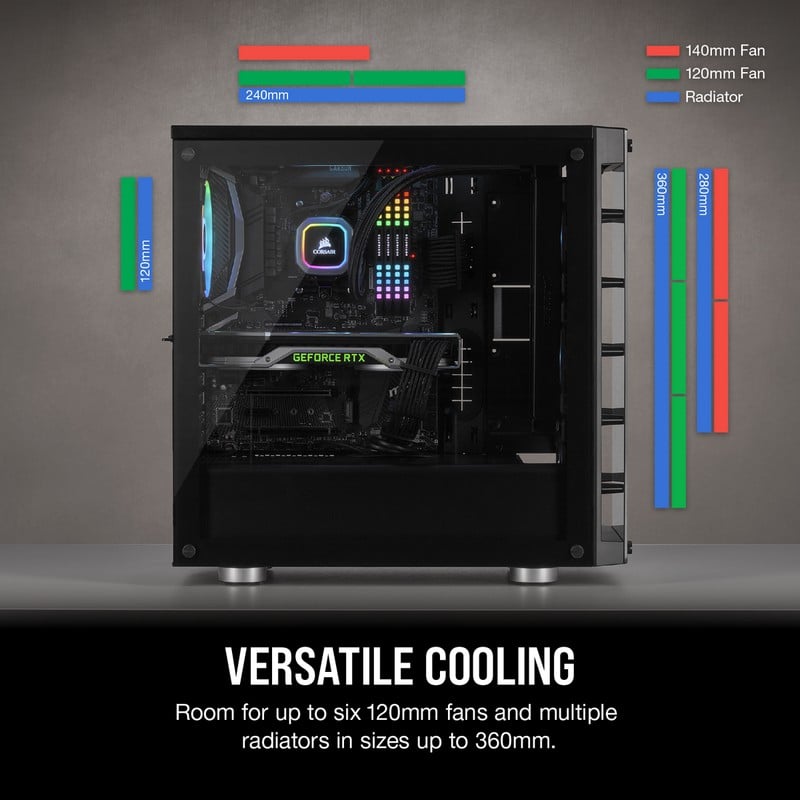 140mm Fan
120mm Fan
Radiator
240mm
120mm
360mm
280mm
CORSAIR
GEFORCE RTX
VERSATILE COOLING
Room for up to six 120mm fans and multiple
radiators in sizes up to 360mm.